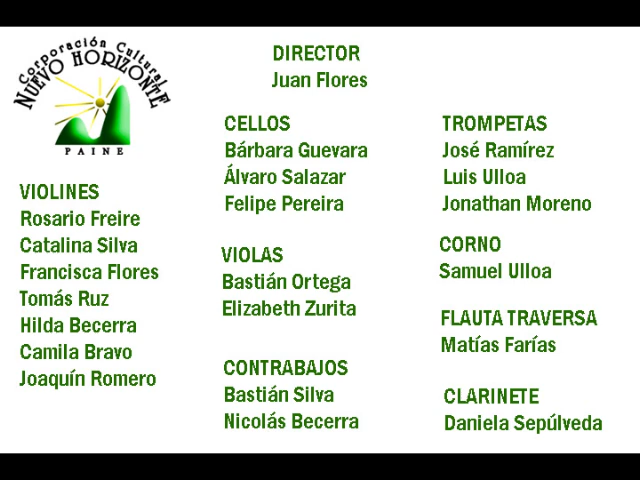 Corporación Cultural
NUEVO HORIZONTE
PAINE
VIOLINES
Rosario Freire
Catalina Silva
Francisca Flores
Tomás Ruz
Hilda Becerra
Camila Bravo
Joaquín Romero
DIRECTOR
Juan Flores
CELLOS
Bárbara Guevara
Álvaro Salazar
Felipe Pereira
VIOLAS
Bastián Ortega
Elizabeth Zurita
CONTRABAJOS
Bastián Silva
Nicolás Becerra
TROMPETAS
José Ramírez
Luis Ulloa
Jonathan Moreno
CORNO
Samuel Ulloa
FLAUTA TRAVERSA
Matías Farías
CLARINETE
Daniela Sepúlveda